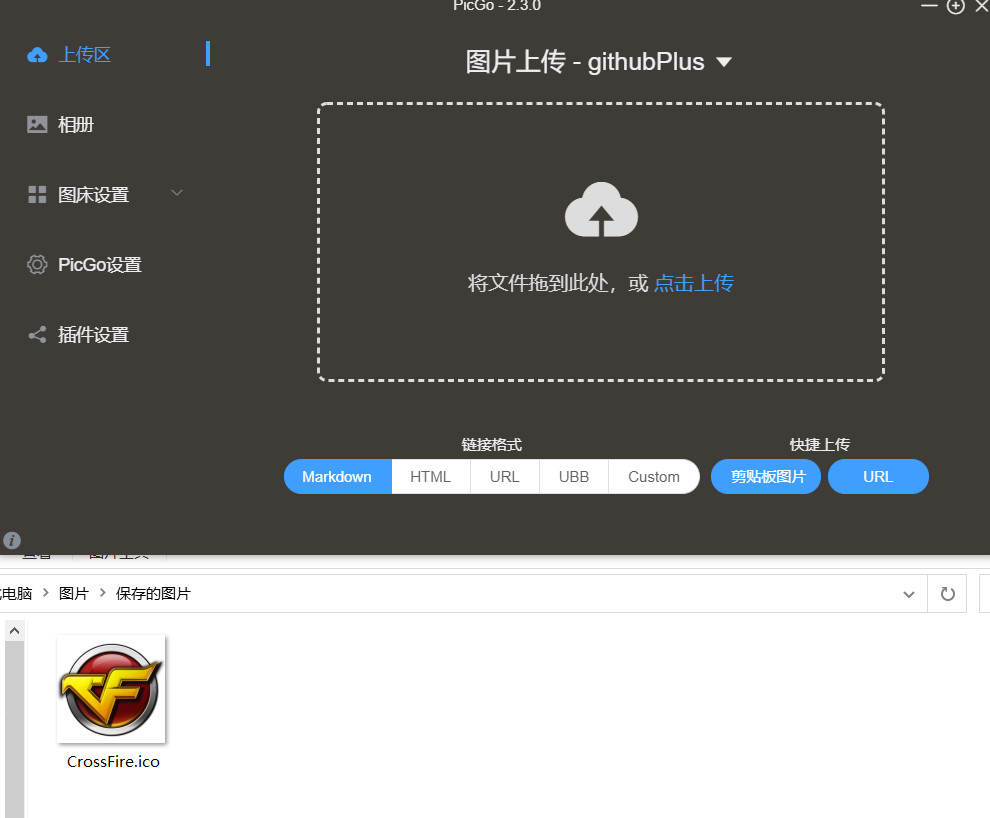 PicGo - 2.3.0
上传区
相册
图床设置
PicGo设置
插件设置
图片上传 - githubPlus
将文件拖到此处，或 点击上传
链接格式
快捷上传
Markdown HTML URL UBB Custom 剪贴板图片 URL
电脑 > 图片 > 保存的图片
CrossFire.ico